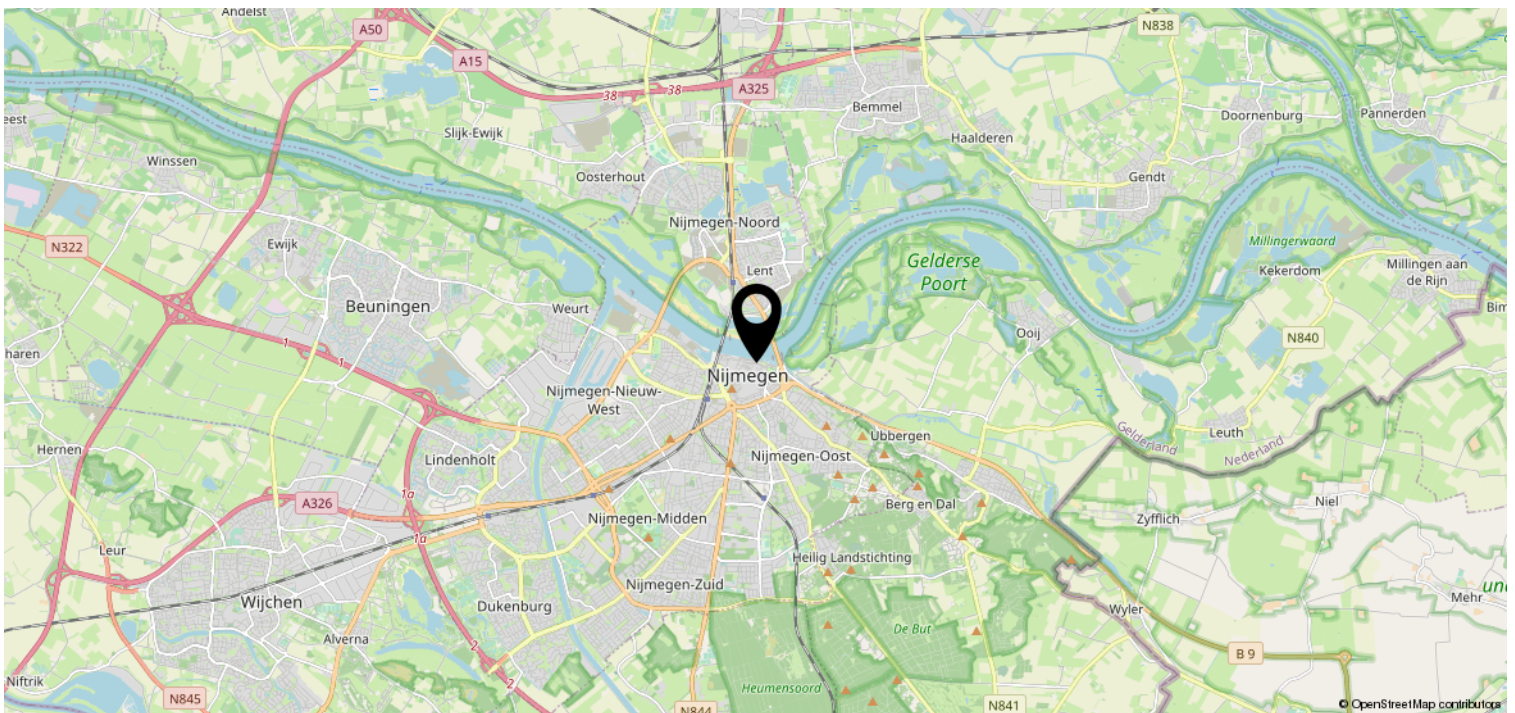 Andelst
A50
N838
A15
38
38
A325
Bemmel
eest
Slijk-Ewijk
Haalderen
Doornenburg
Pannerden
Winssen
Oosterhout
Gendt
Nijmegen-Noord
N322
Ewijk
Millingerwaard
Lent
Gelderse
Poort
Kekerdom
Millingen aan
de Rijn
Beuningen
Weurt
Bim
Ooij
N840
1
haren
1
Nijmegen
Nijmegen-Nieuw-
West
Gelderland
Nederland
Leuth
Ubbergen
Hernen
Lindenholt
Nijmegen-Oost
1a
A326
Berg en Dal
Niel
Zyfflich
Nijmegen-Midden
1a
Leur
Heilig Landstichting
Nijmegen-Zuid
und
Mehr
Wijchen
Dukenburg
Wyler
Alverna
De But
2
B 9
Niftrik
2
Heumensoord
N845
N844
N841
© OpenStreetMap contributors